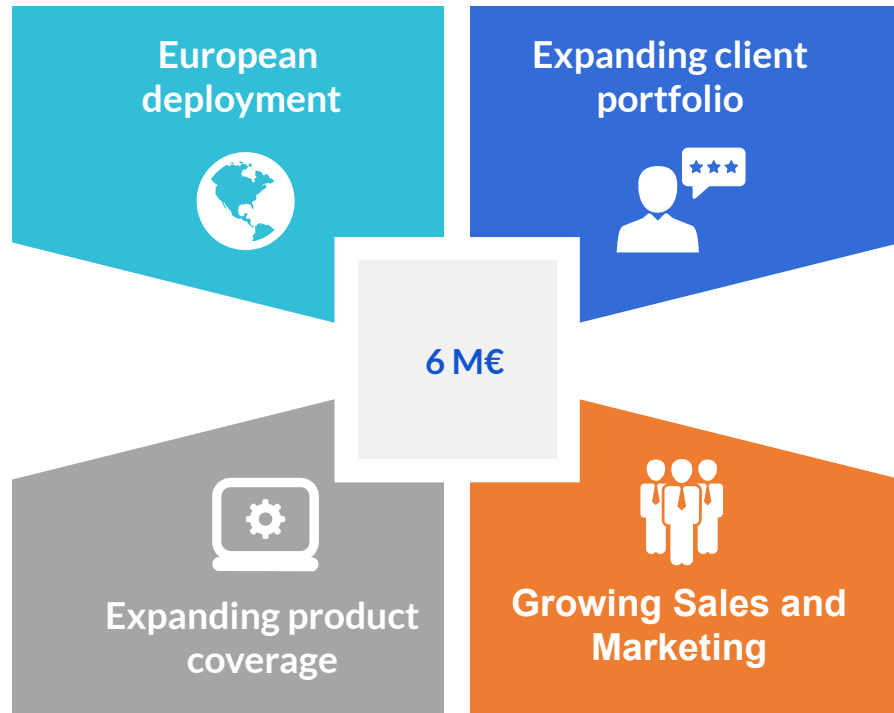 European
deployment
Expanding client
portfolio
6 M€
Expanding product
coverage
Growing Sales and
Marketing